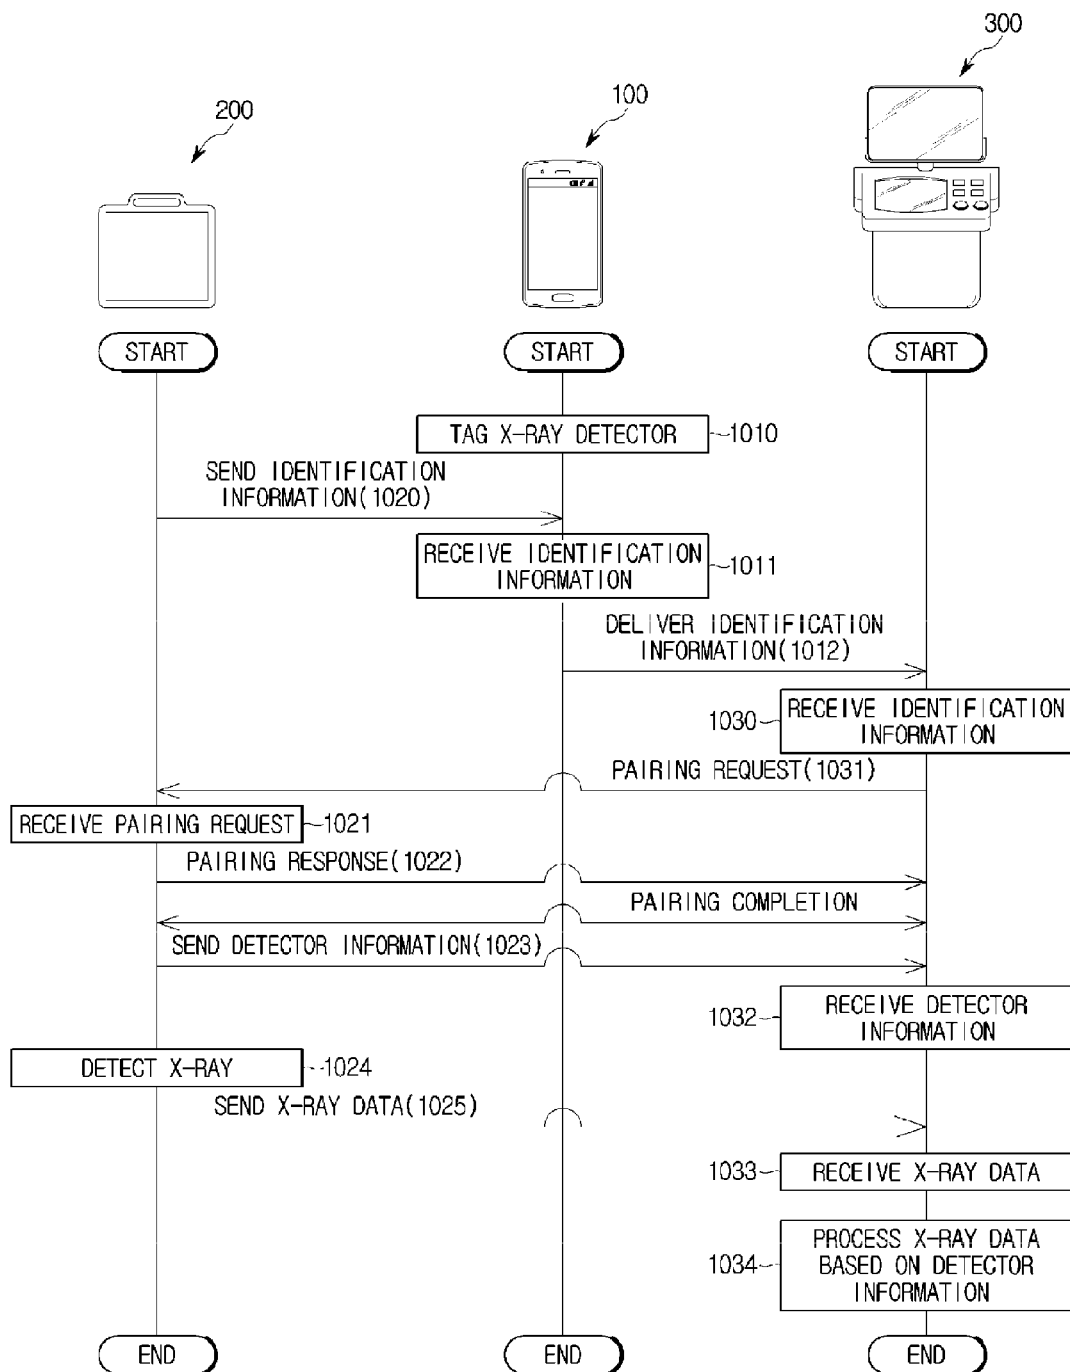 300
200
100
START
START
START
TAG X-RAY DETECTOR
1010
SEND IDENTIFICATION
INFORMATION(1020)
RECEIVE IDENTIFICATION
INFORMATION
1011
DELIVER IDENTIFICATION
INFORMATION(1012)
1030
RECEIVE IDENTIFICATION
INFORMATION
PAIRING REQUEST(1031)
RECEIVE PAIRING REQUEST
1021
PAIRING RESPONSE(1022)
PAIRING COMPLETION
SEND DETECTOR INFORMATION(1023)
1032
RECEIVE DETECTOR
INFORMATION
DETECT X-RAY
1024
SEND X-RAY DATA(1025)
1033
RECEIVE X-RAY DATA
1034
PROCESS X-RAY DATA
BASED ON DETECTOR
INFORMATION
END
END
END